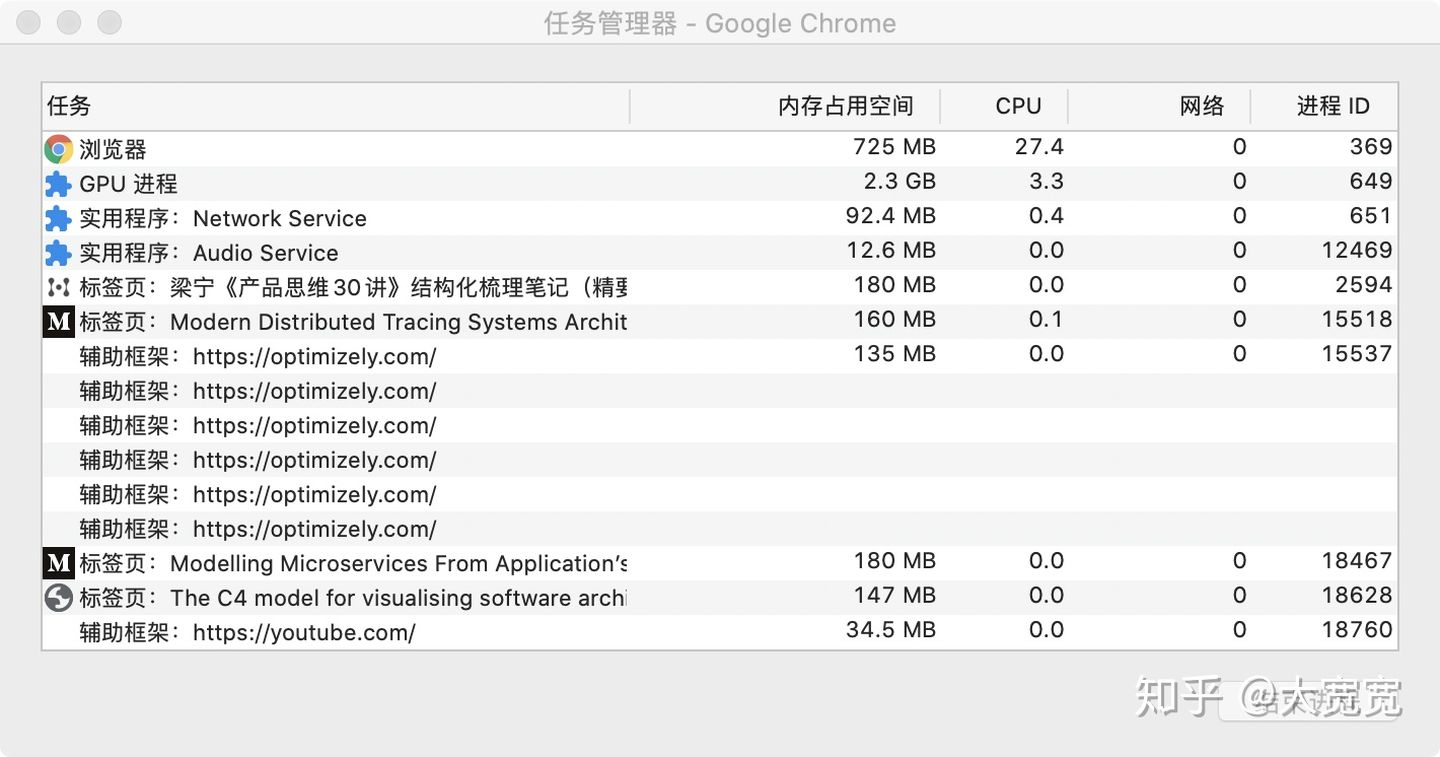 任务管理器 - Google Chrome
任务 内存占用空间 CPU 网络 进程 ID
浏览器 725 MB 27.4 0 369
GPU 进程 2.3 GB 3.3 0 649
实用程序：Network Service 92.4 MB 0.4 0 651
实用程序：Audio Service 12.6 MB 0.0 0 12469
标签页：梁宁《产品思维30讲》结构化梳理笔记（精要 180 MB 0.0 0 2594
M 标签页：Modern Distributed Tracing Systems Archit 160 MB 0.1 0 15518
辅助框架：https://optimizely.com/ 135 MB 0.0 0 15537
辅助框架：https://optimizely.com/
辅助框架：https://optimizely.com/
辅助框架：https://optimizely.com/
辅助框架：https://optimizely.com/
辅助框架：https://optimizely.com/
M 标签页：Modelling Microservices From Application's 180 MB 0.0 0 18467
标签页：The C4 model for visualising software archi 147 MB 0.0 0 18628
辅助框架：https://youtube.com/ 34.5 MB 0.0 0 18760
结束进程
知乎 @大宽宽